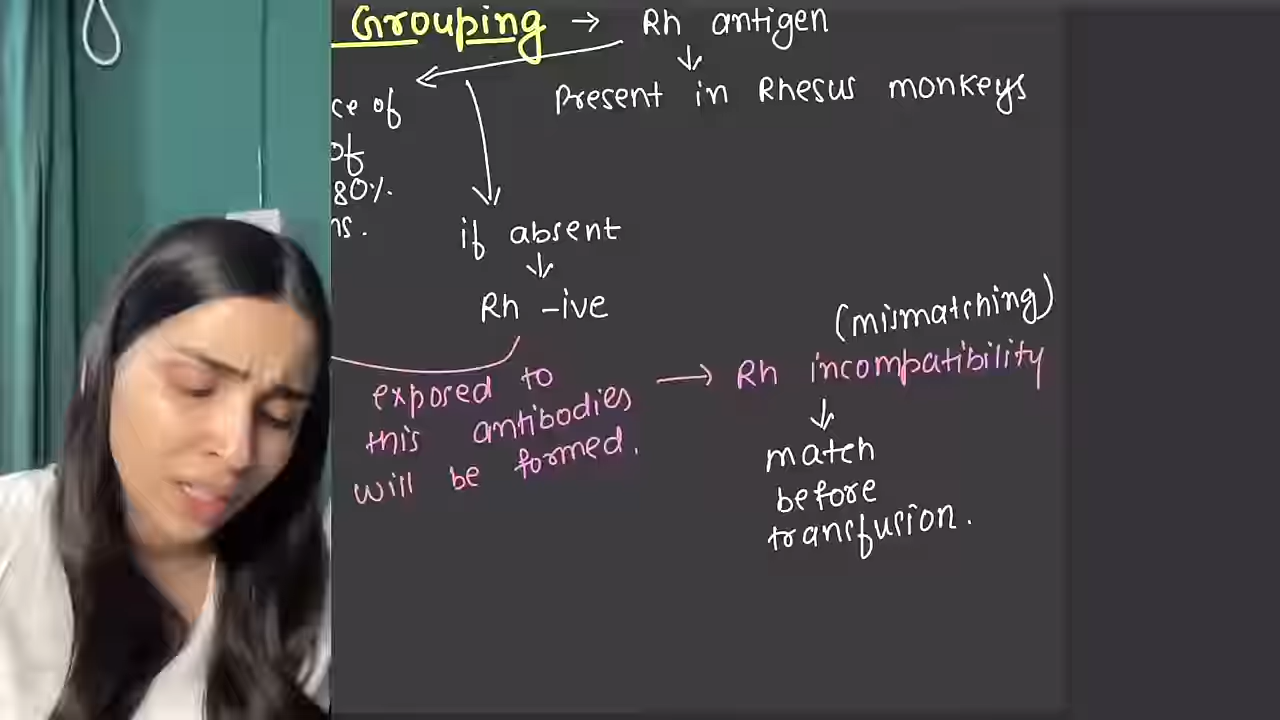 Grouping → Rh antigen
Present in Rhesus monkeys
ce of
of
80%
ns.
if absent
Rh -ive
(mismatching)
exposed to
this antibodies
will be formed.
Rh incompatibility
match
before
transfusion.